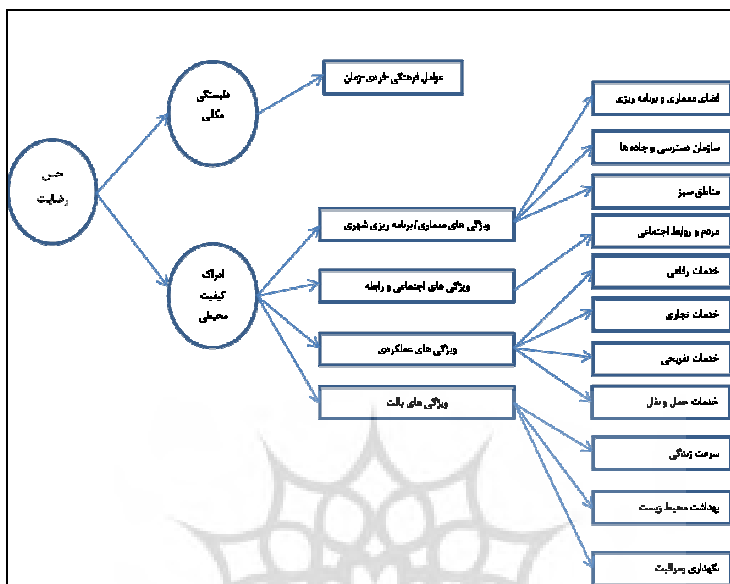 حس
رضایت
دلبستگی
مکانی
ادراک
کیفیت
محیطی
عوامل فرهنگی -فردی -زمان
ویژگی های معماری/برنامه ریزی شهری
ویژگی های اجتماعی و رابطه
ویژگی های عملکردی
ویژگی های بافت
فضای معماری و برنامه ریزی
سازمان دسترسی و جاده ها
مناطق سبز
مردم و روابط اجتماعی
خدمات رفاهی
خدمات تجاری
خدمات تفریحی
خدمات حمل و نقل
سرعت زندگی
بهداشت محیط زیست
نگهداری ومراقبت